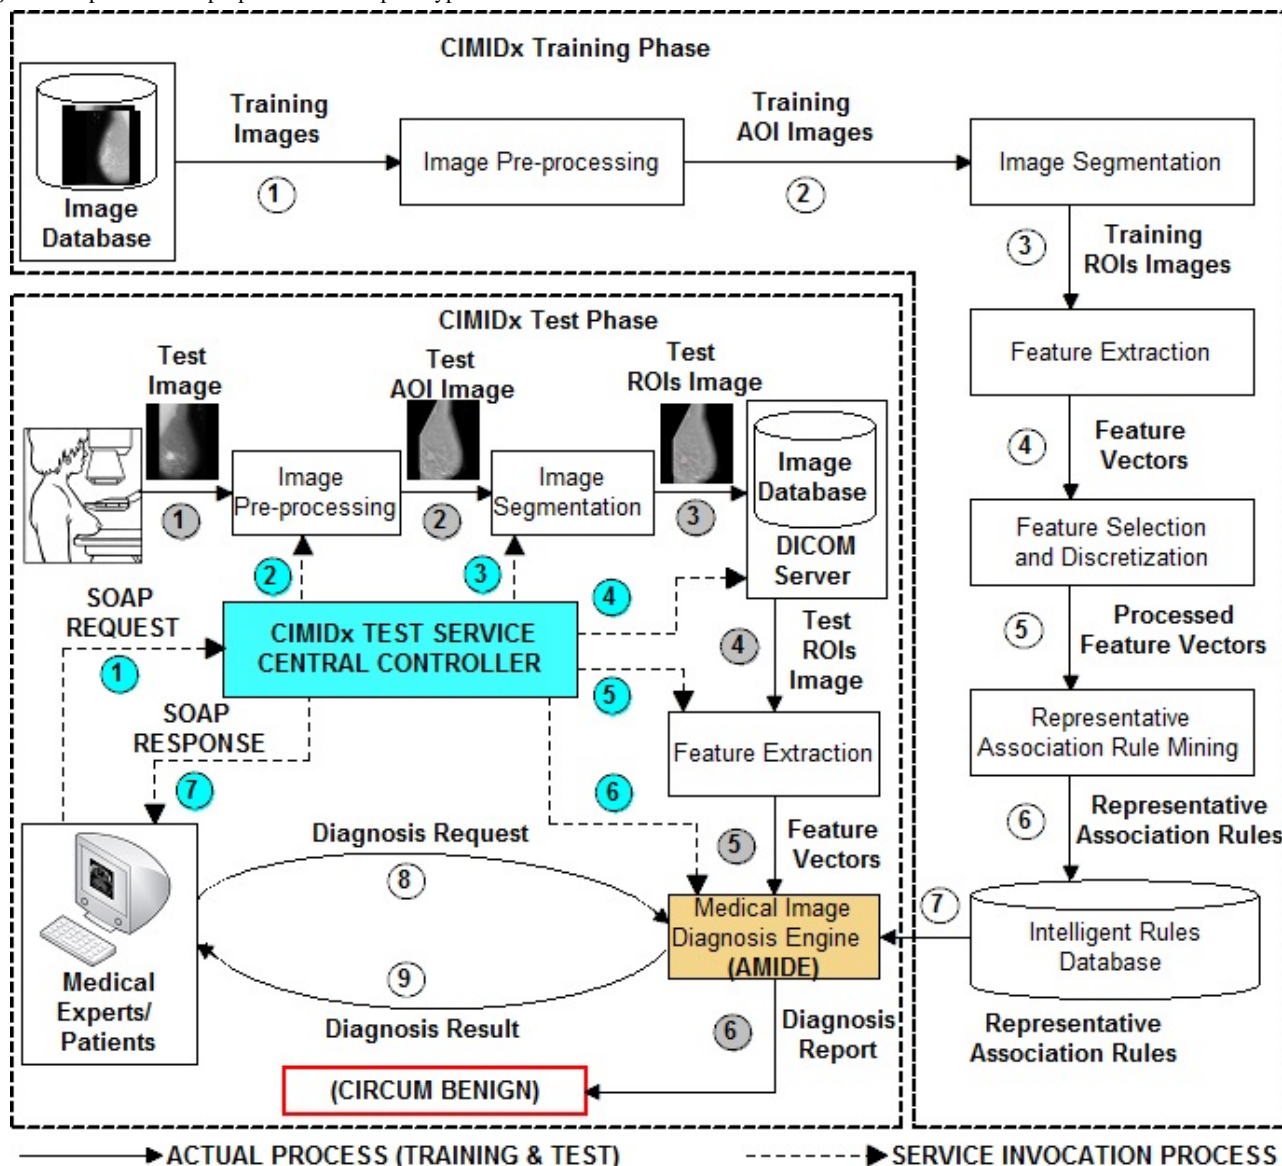 CIMIDx Training Phase
Image
Database
Training
Images
1
Image Pre-processing
Training
AOI Images
2
Image Segmentation
3
Training
ROIs Images
Feature Extraction
4
Feature
Vectors
Feature Selection
and Discretization
5
Processed
Feature Vectors
Representative
Association Rule Mining
6
Representative
Association Rules
7
Intelligent Rules
Database
Representative
Association Rules
CIMIDx Test Phase
Test
Image
1
Image
Pre-processing
Test
AOI Image
2
Image
Segmentation
Test
ROIs Image
3
Image
Database
DICOM
Server
2
3
4
SOAP
REQUEST
1
CIMIDx TEST SERVICE
CENTRAL CONTROLLER
4
Test
ROIs
Image
5
SOAP
RESPONSE
7
6
Feature Extraction
5
Feature
Vectors
Diagnosis Request
8
Medical Image
Diagnosis Engine
(AMIDE)
9
Diagnosis Result
Medical
Experts/
Patients
6
Diagnosis
Report
(CIRCUM BENIGN)
ACTUAL PROCESS (TRAINING & TEST)
SERVICE INVOCATION PROCESS